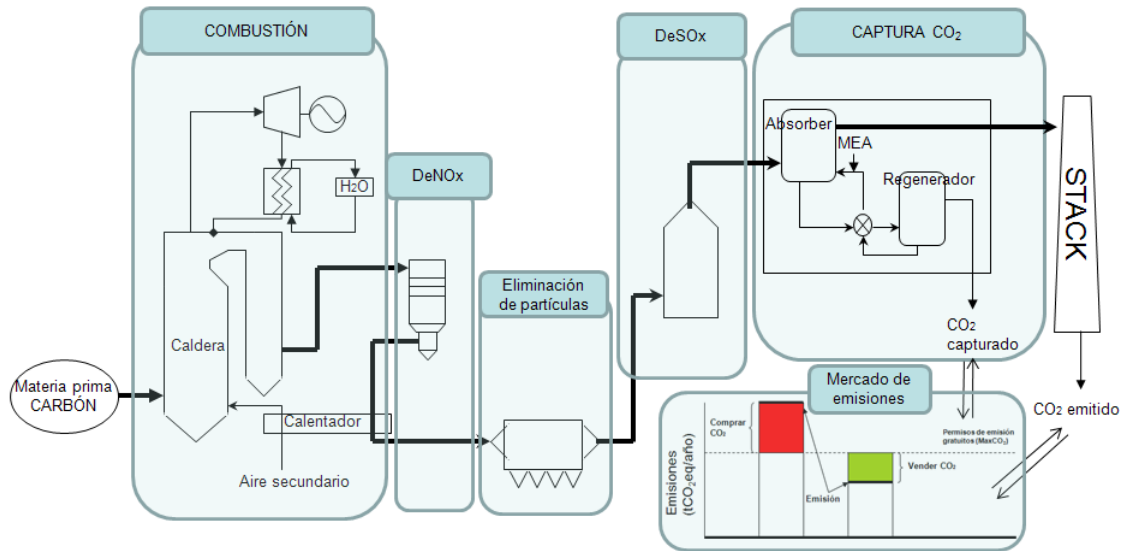 COMBUSTIÓN
DeSOx
CAPTURA CO₂
Absorber
MEA
Regenerador
STACK
DeNOx
H₂O
Eliminación
de partículas
Caldera
CO₂
capturado
Materia prima
CARBÓN
Calentador
Aire secundario
Mercado de
emisiones
CO₂ emitido
Comprar
CO₂
Permisos de emisión
gratuitos (MaxCO₂)
Vender CO₂
Emisión
Emisiones
(tCO₂eq/año)